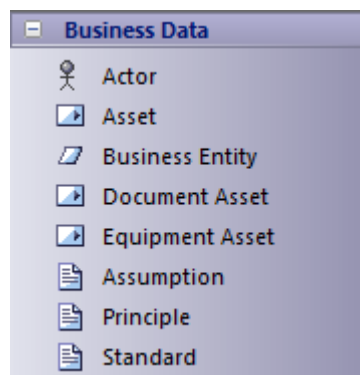 Business Data
Actor
Asset
Business Entity
Document Asset
Equipment Asset
Assumption
Principle
Standard